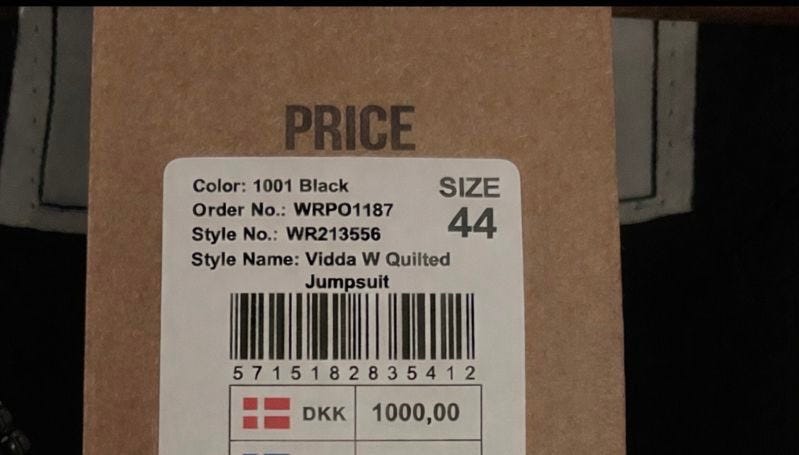 PRICE
Color: 1001 Black
Order No.: WRPO1187
Style No.: WR213556
Style Name: Vidda W Quilted
Jumpsuit
SIZE
44
5715182835412
DKK 1000,00